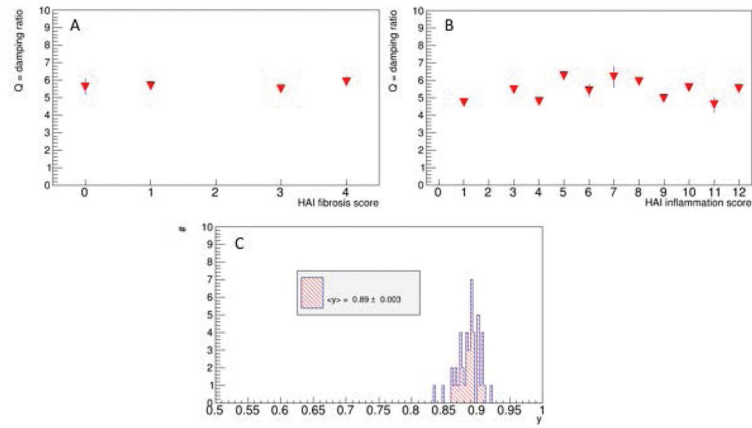 A
Q = damping ratio
10
9
8
7
6
5
4
3
2
1
0
0 1 2 3 4
HAI fibrosis score
B
Q = damping ratio
10
9
8
7
6
5
4
3
2
1
0
0 1 2 3 4 5 6 7 8 9 10 11 12
HAI inflammation score
C
#
10
9
8
7
6
5
4
3
2
1
0
<y> = 0.89 ± 0.003
0.5 0.55 0.6 0.65 0.7 0.75 0.8 0.85 0.9 0.95 1
y